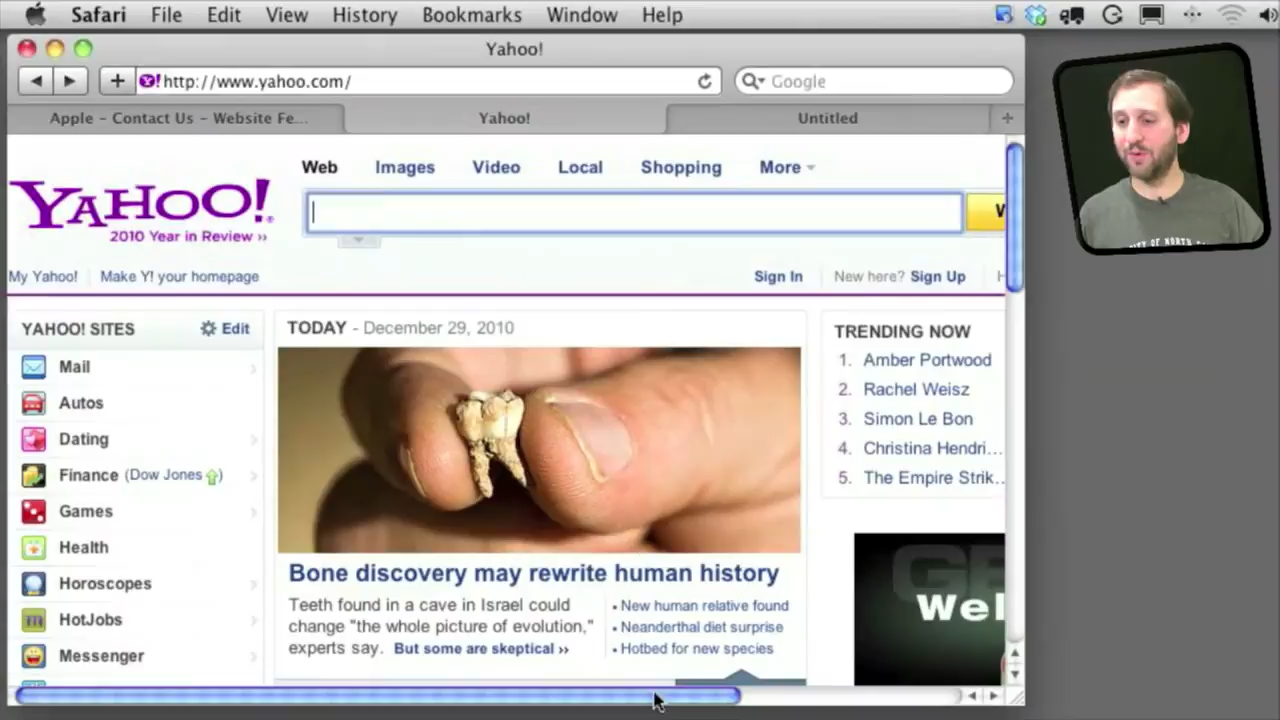 Safari File Edit View History Bookmarks Window Help
Yahoo!
http://www.yahoo.com/
Google
Apple – Contact Us – Website Fe...
Yahoo!
Untitled
Web Images Video Local Shopping More
YAHOO!
2010 Year in Review ››
My Yahoo! Make Y! your homepage
Sign In New here? Sign Up
YAHOO! SITES Edit
Mail
Autos
Dating
Finance (Dow Jones)
Games
Health
Horoscopes
HotJobs
Messenger
TODAY - December 29, 2010
Bone discovery may rewrite human history
Teeth found in a cave in Israel could
change "the whole picture of evolution,"
experts say. But some are skeptical ››
• New human relative found
• Neanderthal diet surprise
• Hotbed for new species
TRENDING NOW
1. Amber Portwood
2. Rachel Weisz
3. Simon Le Bon
4. Christina Hendri...
5. The Empire Strik...
Wel